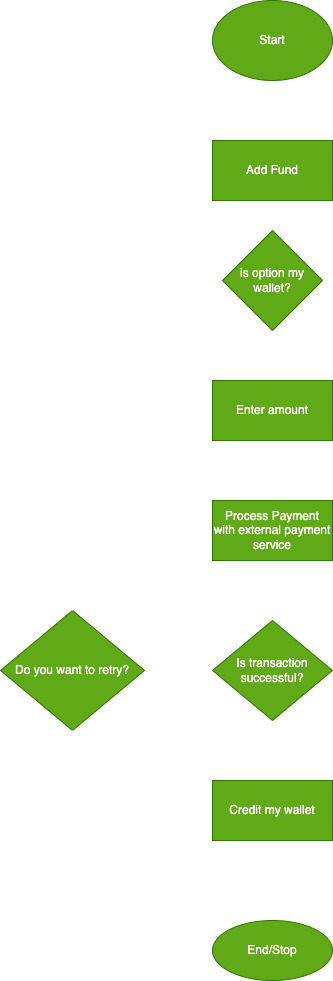 Start
Add Fund
is option my
wallet?
Enter amount
Process Payment
with external payment
service
Do you want to retry?
Is transaction
successful?
Credit my wallet
End/Stop